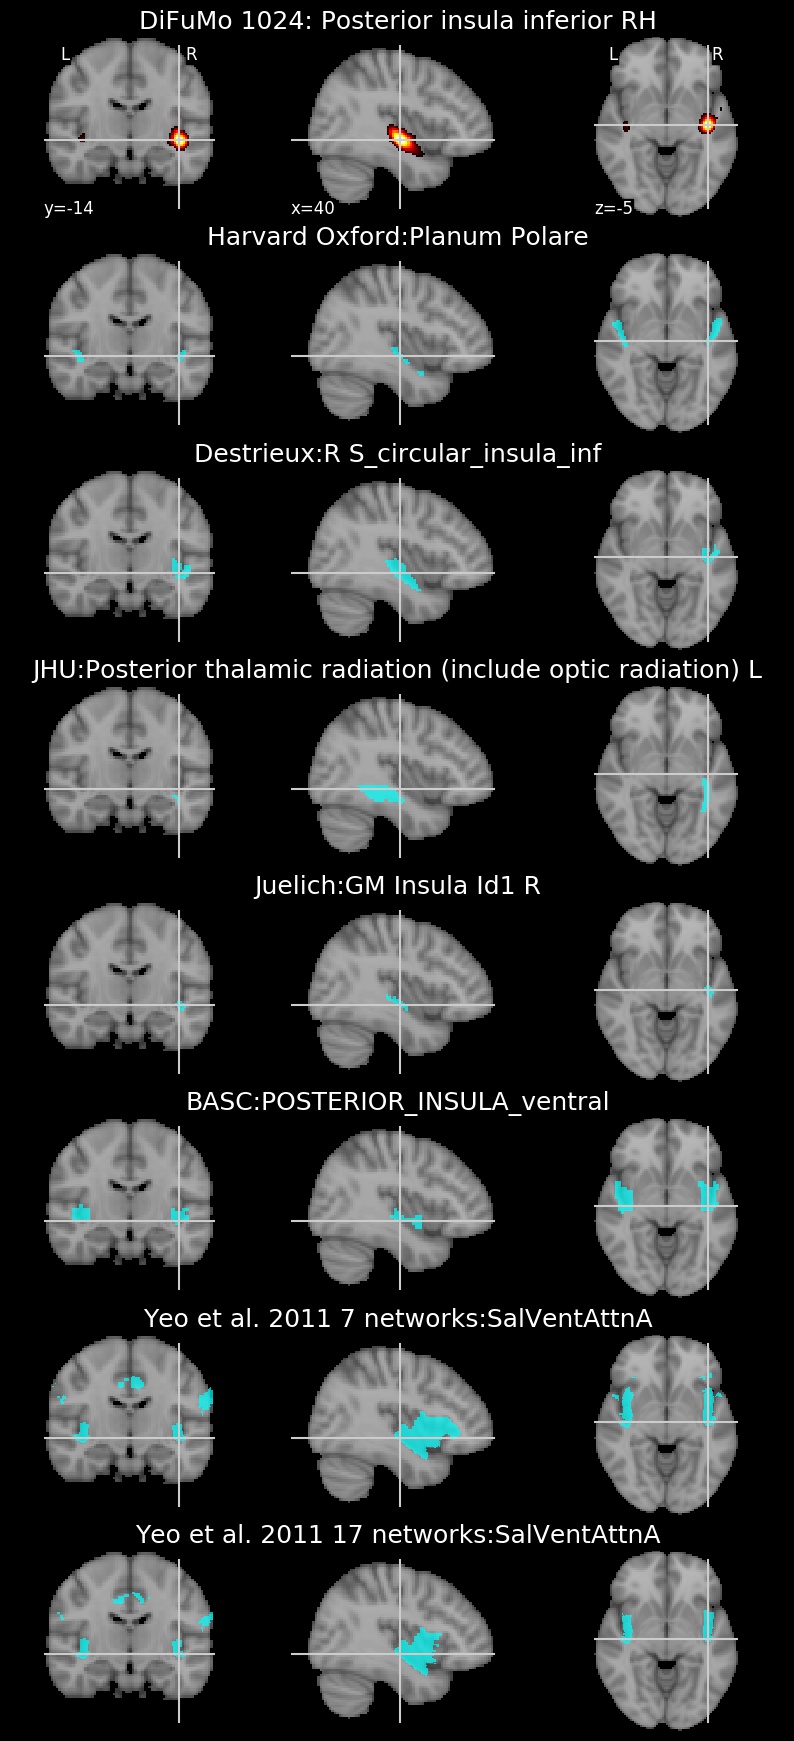 DiFuMo 1024: Posterior insula inferior RH
L R L R
y=-14 x=40 z=-5
Harvard Oxford:Planum Polare
Destrieux:R S_circular_insula_inf
JHU:Posterior thalamic radiation (include optic radiation) L
Juelich:GM Insula Id1 R
BASC:POSTERIOR_INSULA_ventral
Yeo et al. 2011 7 networks:SalVentAttnA
Yeo et al. 2011 17 networks:SalVentAttnA